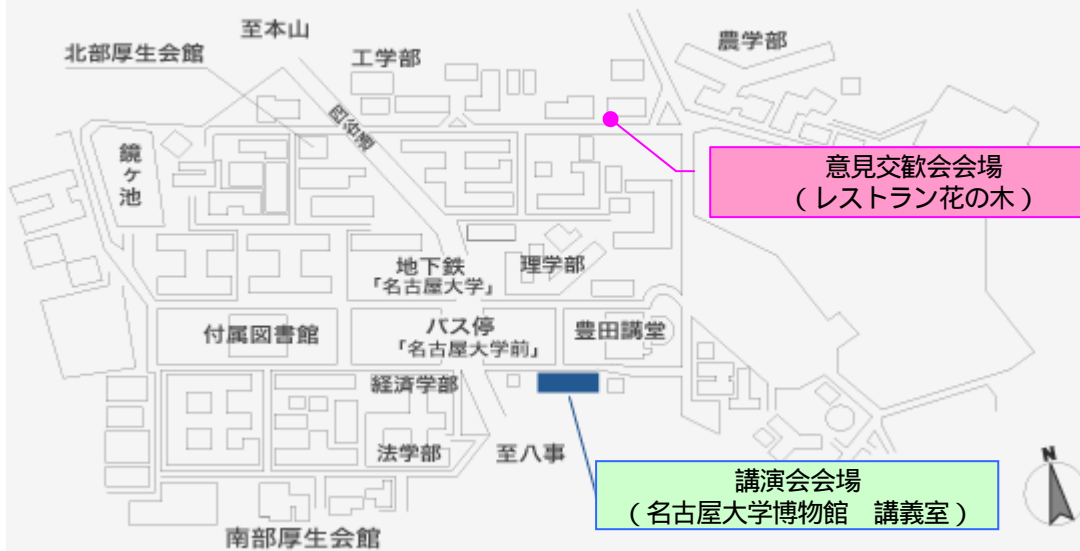 至本山
北部厚生会館
工学部
農学部
鏡ヶ池
意見交歓会会場
（レストラン花の木）
地下鉄
「名古屋大学」
理学部
付属図書館
バス停
「名古屋大学前」
豊田講堂
経済学部
法学部
至八事
講演会会場
（名古屋大学博物館　講義室）
南部厚生会館
N